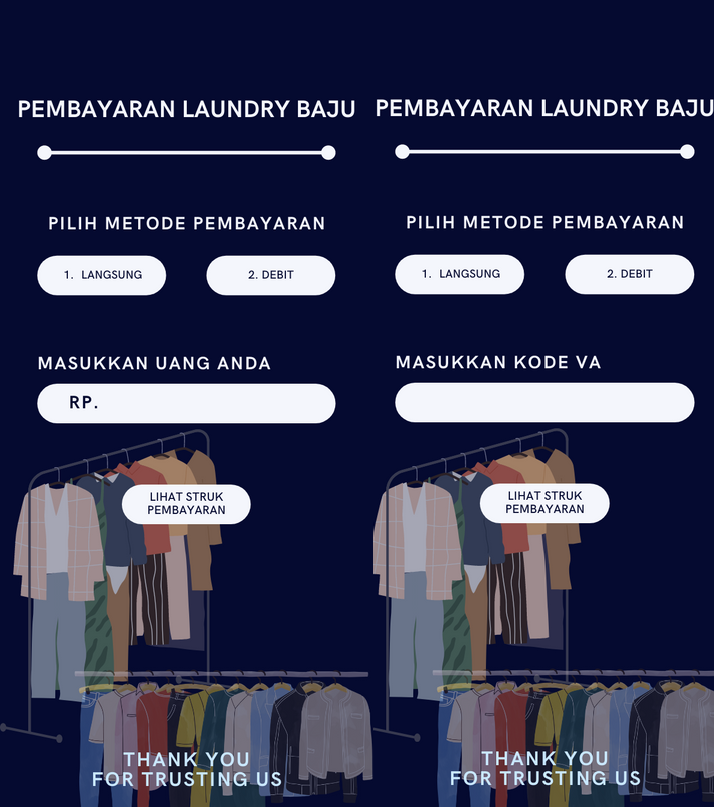 PEMBAYARAN LAUNDRY BAJU
PILIH METODE PEMBAYARAN
1. LANGSUNG
2. DEBIT
MASUKKAN UANG ANDA
RP.
LIHAT STRUK
PEMBAYARAN
THANK YOU
FOR TRUSTING US
PEMBAYARAN LAUNDRY BAJU
PILIH METODE PEMBAYARAN
1. LANGSUNG
2. DEBIT
MASUKKAN KODE VA
LIHAT STRUK
PEMBAYARAN
THANK YOU
FOR TRUSTING US